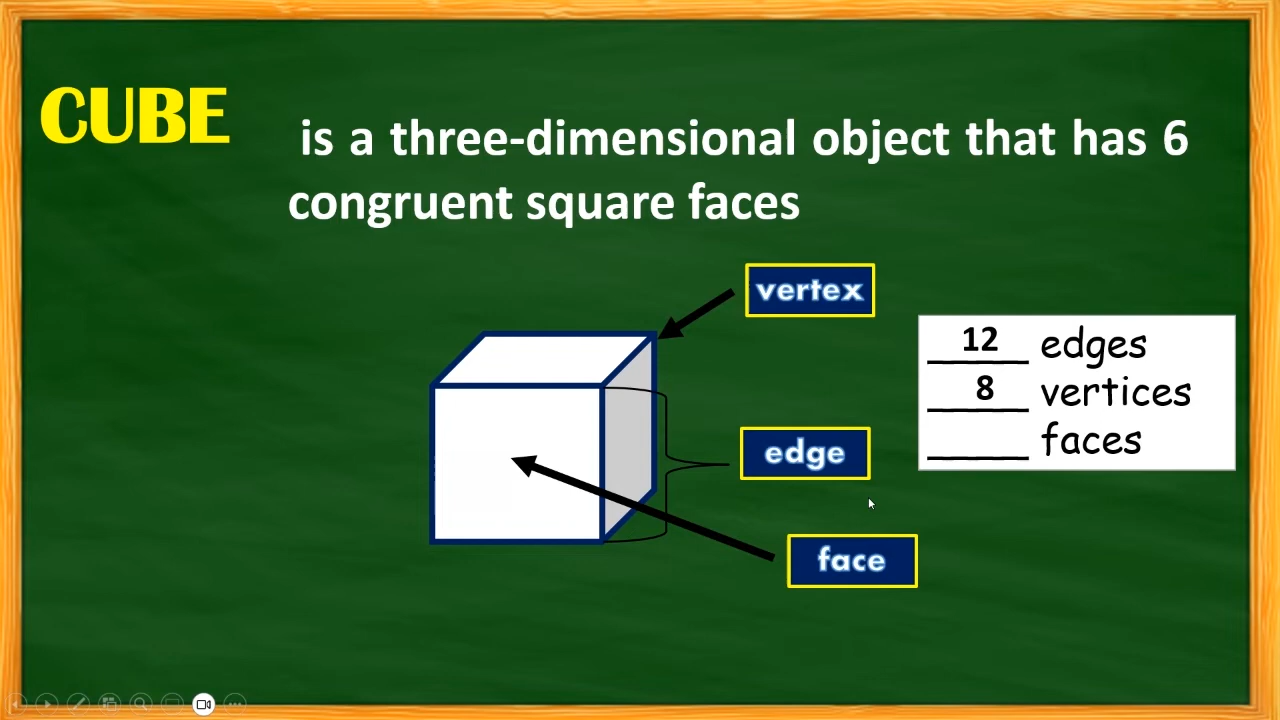 CUBE
is a three-dimensional object that has 6
congruent square faces
vertex
edge
face
12 edges
8 vertices
______ faces